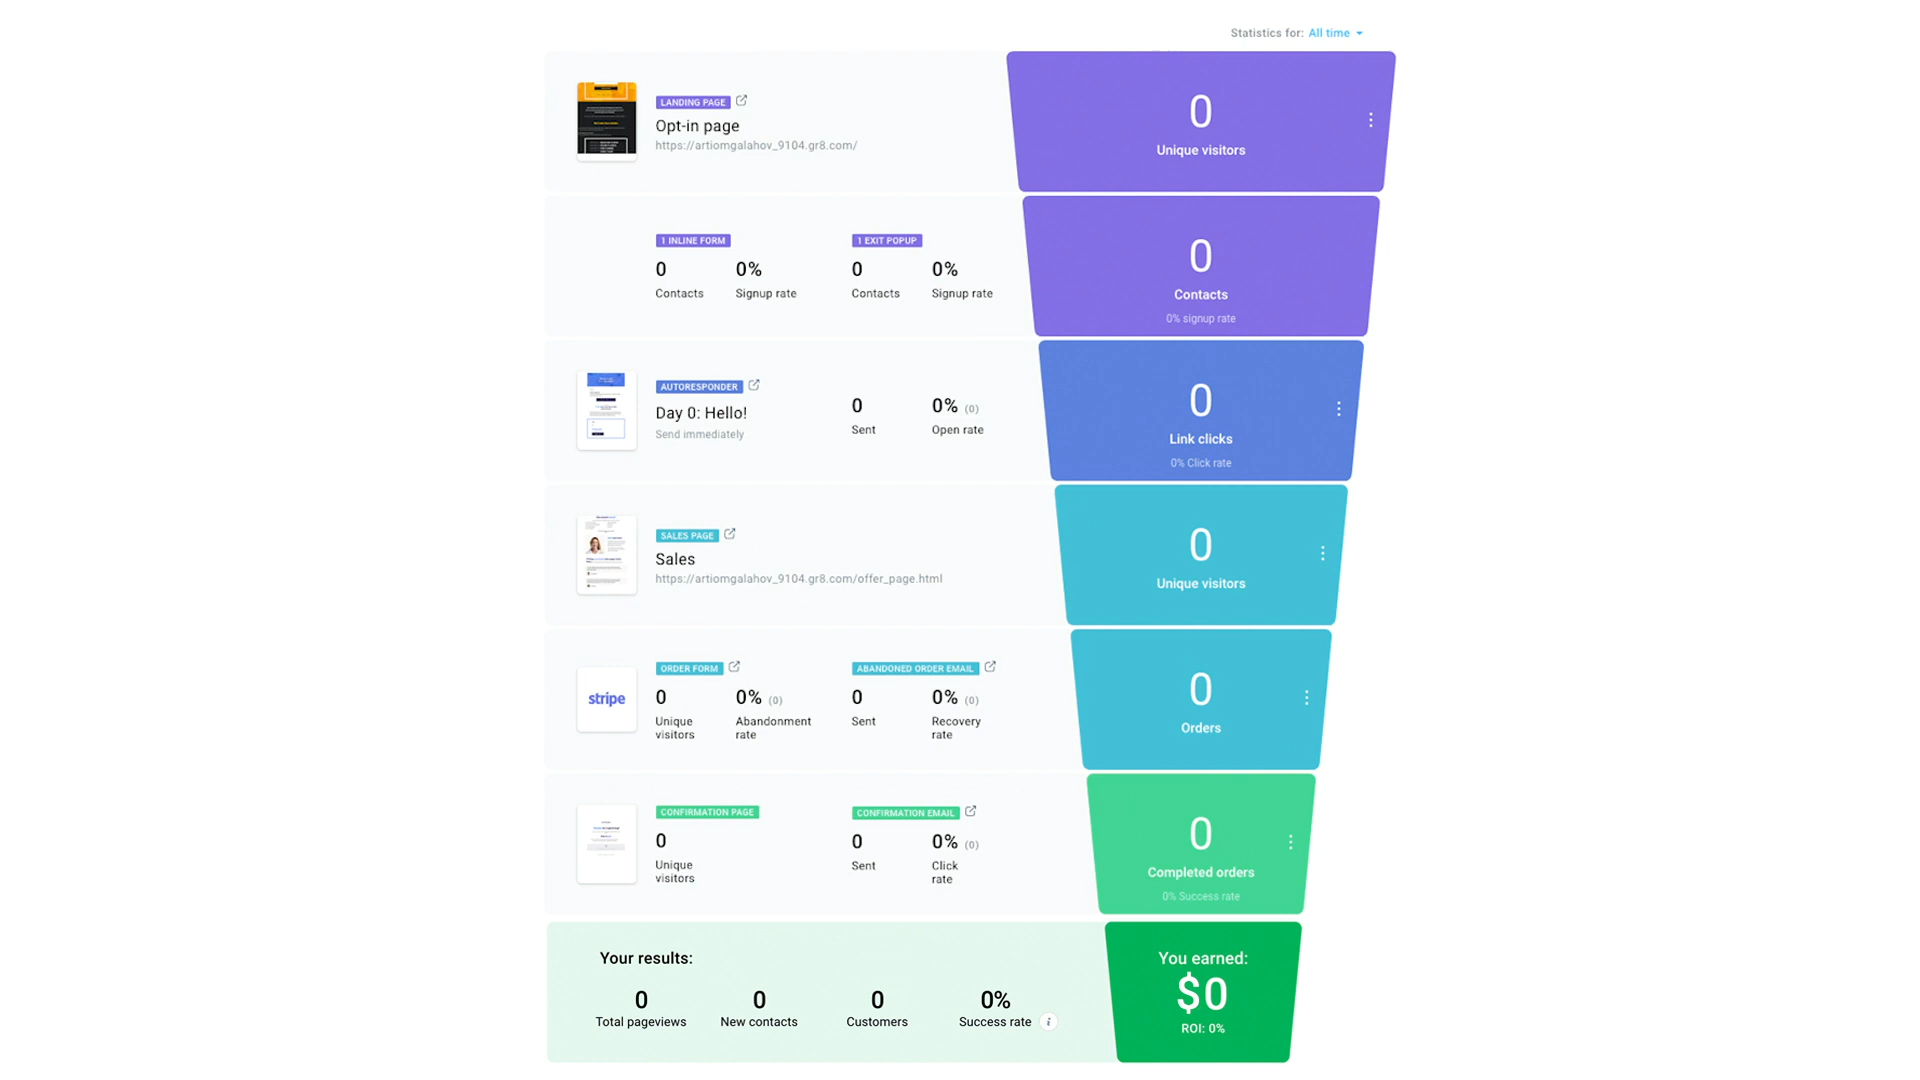 Statistics for: All time
LANDING PAGE
Opt-in page
https://artiomgalahov_9104.gr8.com/
0
Unique visitors
1 INLINE FORM
0 0%
Contacts Signup rate
1 EXIT POPUP
0 0%
Contacts Signup rate
0
Contacts
0% signup rate
AUTORESPONDER
Day 0: Hello!
Send immediately
0 0% (0)
Sent Open rate
0
Link clicks
0% Click rate
SALES PAGE
Sales
https://artiomgalahov_9104.gr8.com/offer_page.html
0
Unique visitors
stripe
ORDER FORM
0 0% (0)
Unique Abandonment
visitors rate
ABANDONED ORDER EMAIL
0 0% (0)
Sent Recovery
rate
0
Orders
CONFIRMATION PAGE
0
Unique
visitors
CONFIRMATION EMAIL
0 0% (0)
Sent Click
rate
0
Completed orders
0% Success rate
Your results:
0 0 0 0%
Total pageviews New contacts Customers Success rate i
You earned:
$0
ROI: 0%